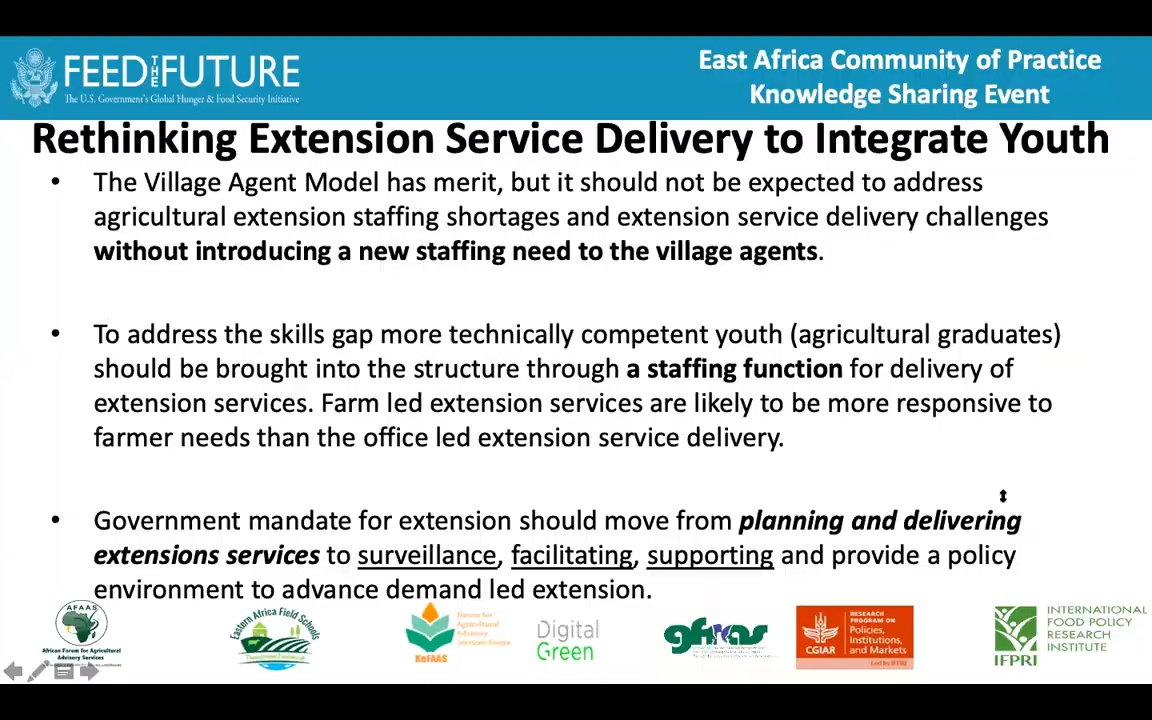 FEED THE FUTURE
The U.S. Government's Global Hunger & Food Security Initiative
East Africa Community of Practice
Knowledge Sharing Event
Rethinking Extension Service Delivery to Integrate Youth
• The Village Agent Model has merit, but it should not be expected to address
agricultural extension staffing shortages and extension service delivery challenges
without introducing a new staffing need to the village agents.
• To address the skills gap more technically competent youth (agricultural graduates)
should be brought into the structure through a staffing function for delivery of
extension services. Farm led extension services are likely to be more responsive to
farmer needs than the office led extension service delivery.
• Government mandate for extension should move from planning and delivering
extensions services to surveillance, facilitating, supporting and provide a policy
environment to advance demand led extension.
AFAAS
African Forum for Agricultural
Advisory Services
Eastern Africa Field Schools
KeFAAS
Forum for
Agricultural
Advisory
Digital
Green
gfras
CGIAR
RESEARCH
PROGRAM ON
Policies,
Institutions,
and Markets
Led by IFPRI
IFPRI
INTERNATIONAL
FOOD POLICY
RESEARCH
INSTITUTE